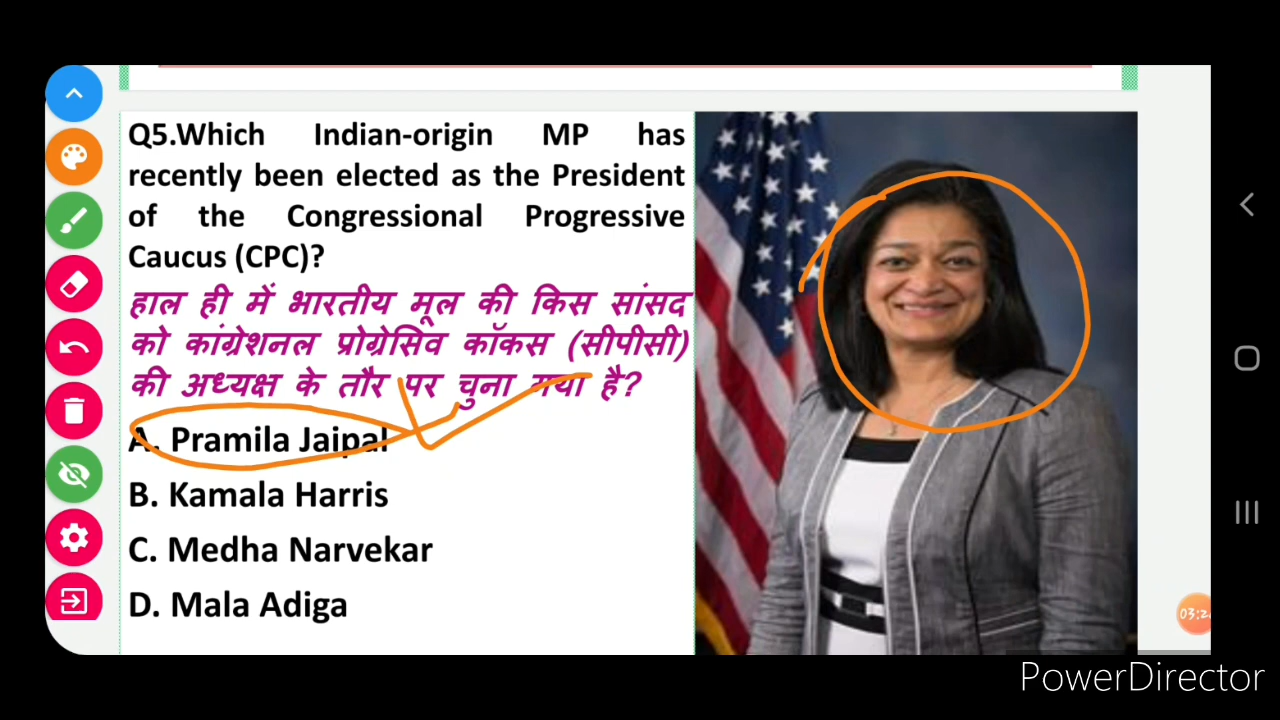 Q5.Which Indian-origin MP has
recently been elected as the President
of the Congressional Progressive
Caucus (CPC)?
हाल ही में भारतीय मूल की किस सांसद
को कांग्रेशनल प्रोग्रेसिव कॉकस (सीपीसी)
की अध्यक्ष के तौर पर चुना गया है?
A. Pramila Jaipal
B. Kamala Harris
C. Medha Narvekar
D. Mala Adiga
PowerDirector